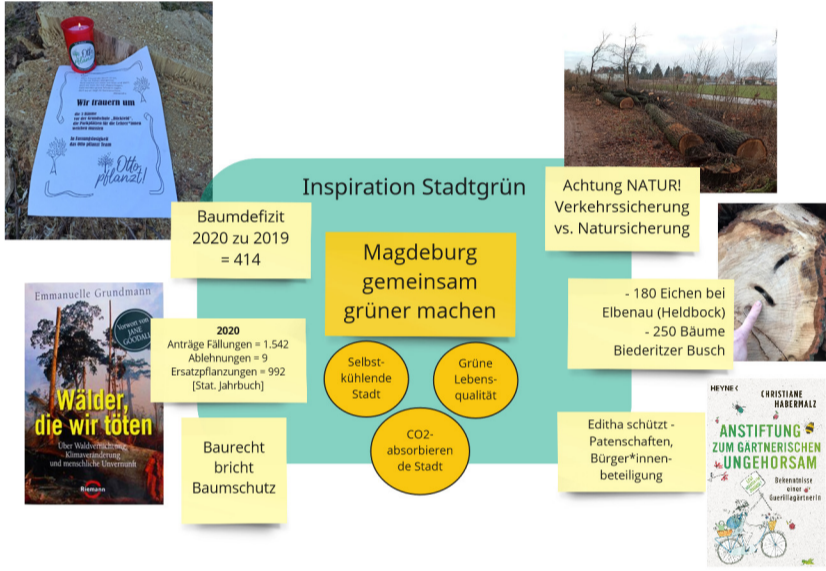 Wir trauern um
Otto
pflanzt!
Inspiration Stadtgrün
Baumdefizit
2020 zu 2019
= 414
Magdeburg
gemeinsam
grüner machen
Achtung NATUR!
Verkehrssicherung
vs. Natursicherung
Emmanuelle Grundmann
Vorwort von
JANE
GOODALL
Wälder,
die wir töten
Über Waldvernichtung,
Klimaveränderung
und menschliche Unvernunft
Riemann
2020
Anträge Fällungen = 1.542
Ablehnungen = 9
Ersatzpflanzungen = 992
[Stat. Jahrbuch]
Selbst-
kühlende
Stadt
Grüne
Lebens-
qualität
CO2-
absorbieren
de Stadt
- 180 Eichen bei
Elbenau (Heldbock)
- 250 Bäume
Biederitzer Busch
Baurecht
bricht
Baumschutz
Editha schützt -
Patenschaften,
Bürger*innen-
beteiligung
HEYNE
CHRISTIANE
HABERMALZ
ANSTIFTUNG
ZUM GÄRTNERISCHEN
UNGEHORSAM
Bekenntnisse
einer
Guerillagärtnerin